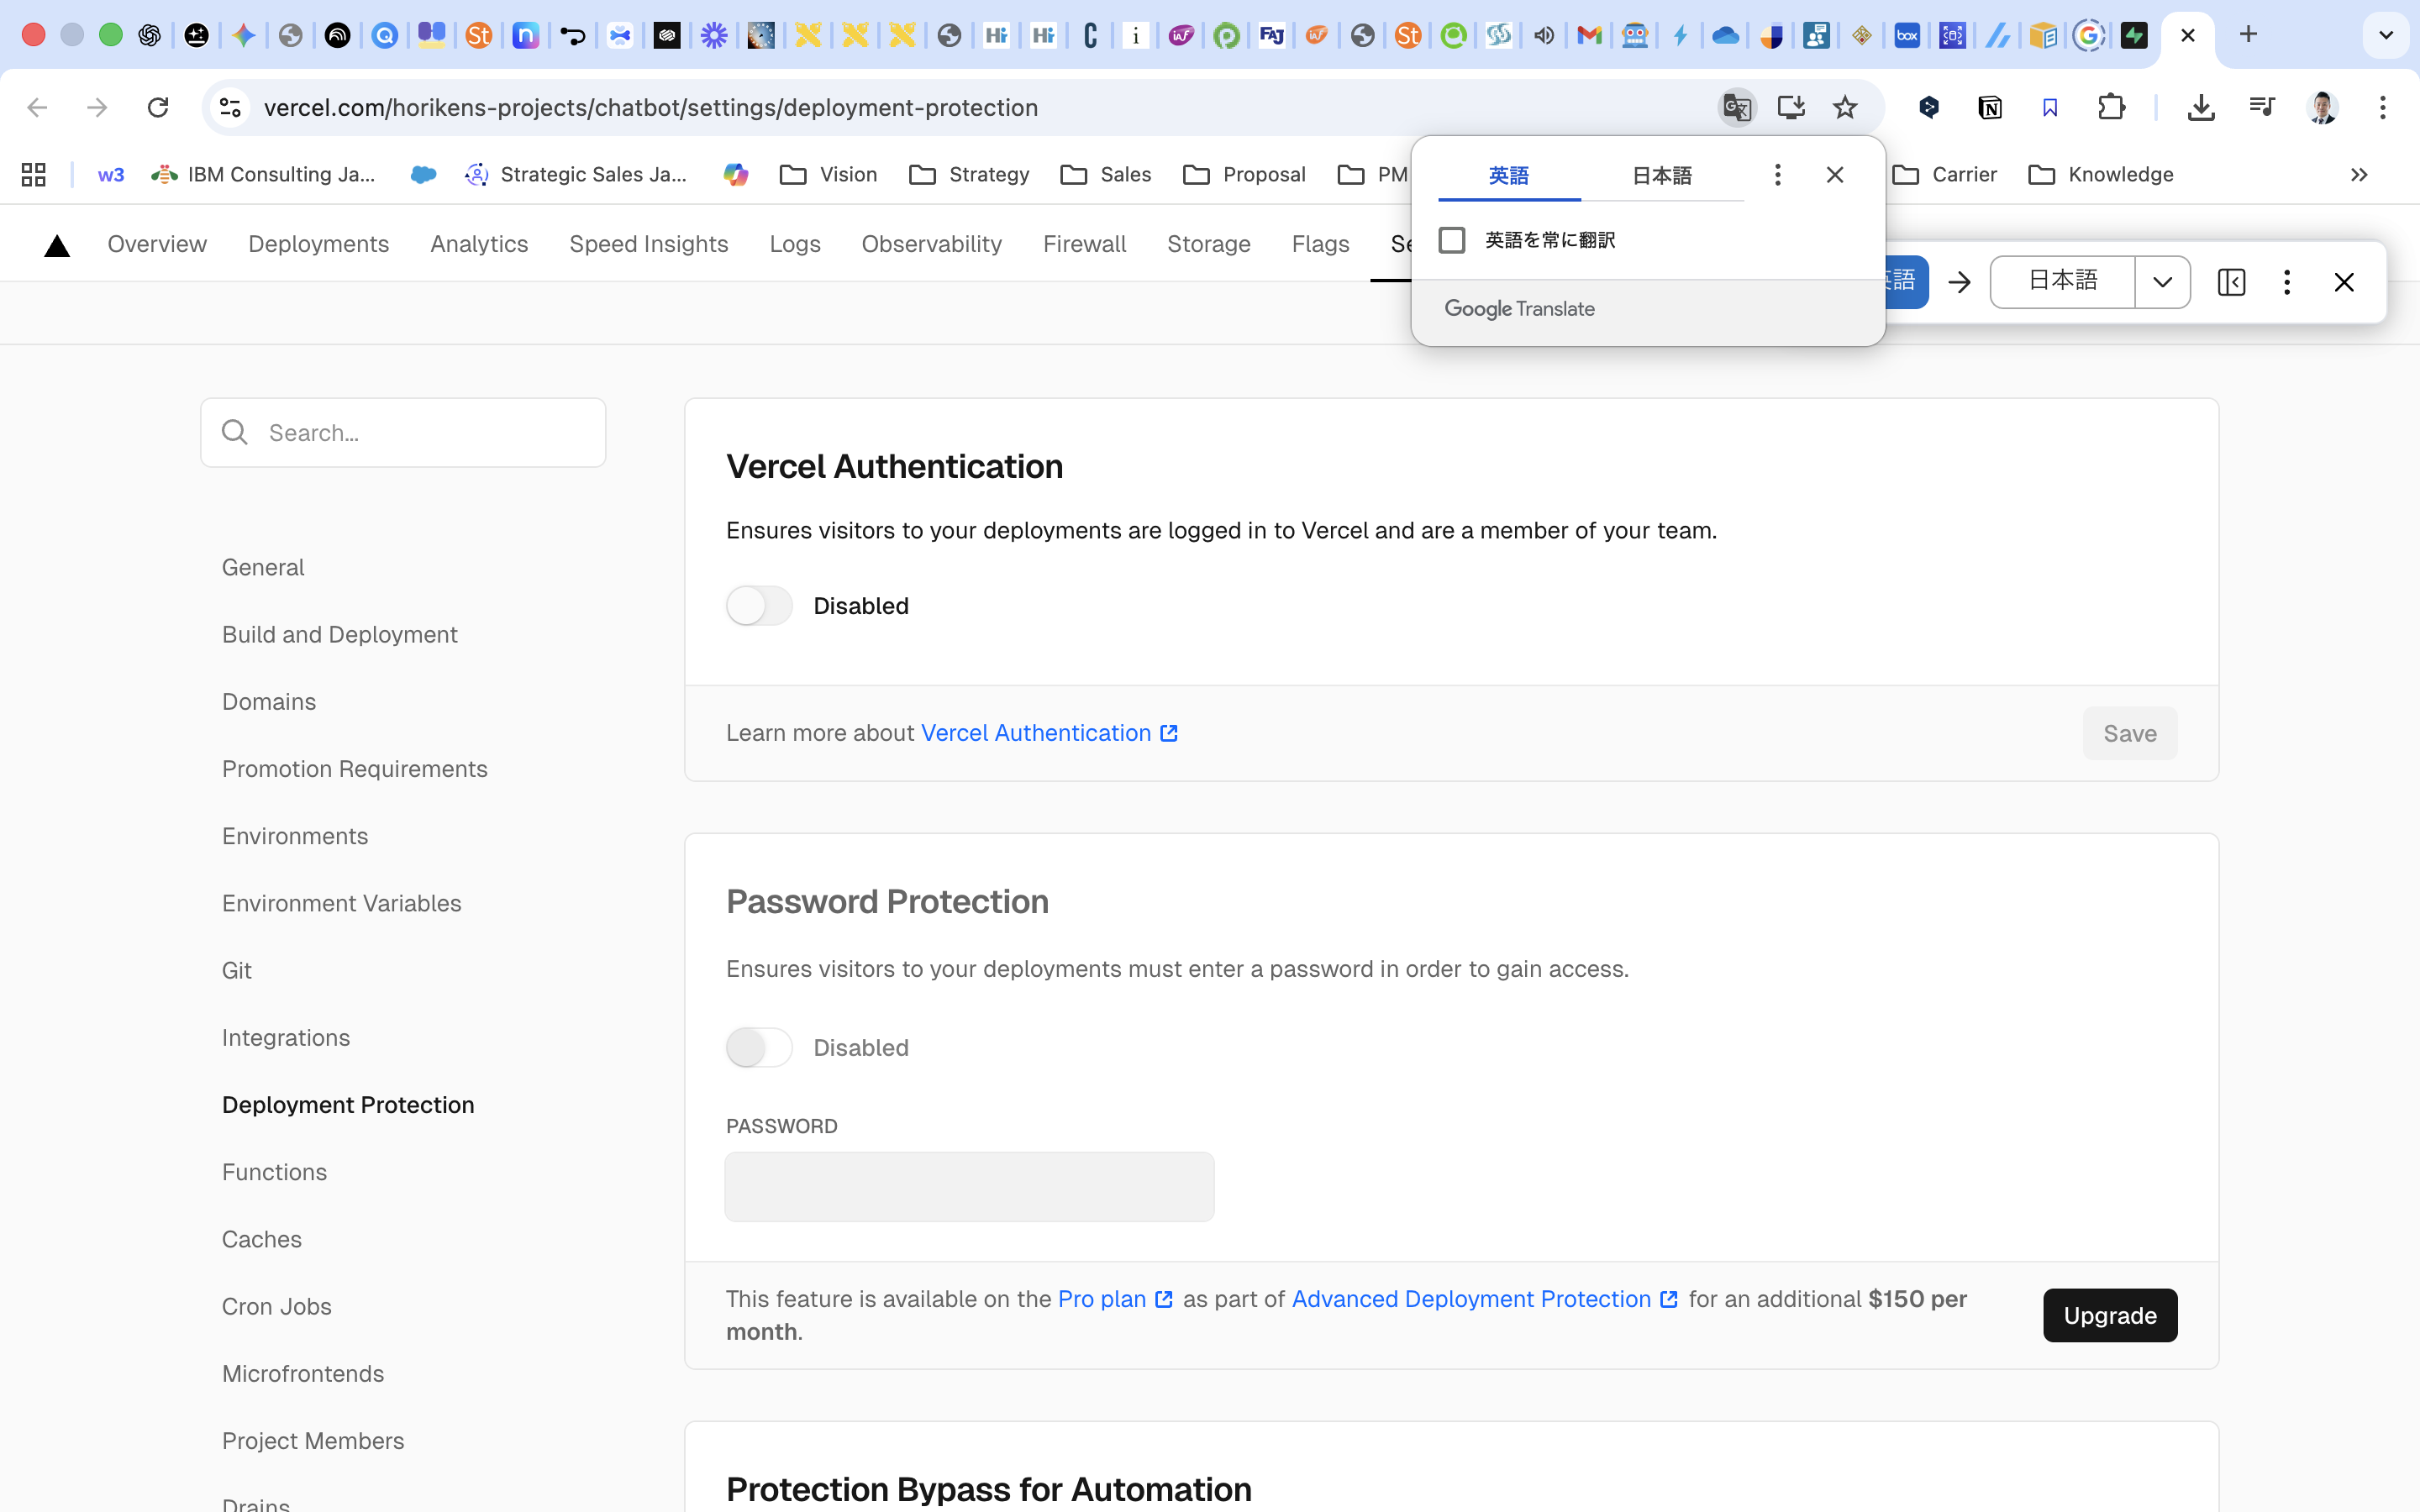 vercel.com/horikens-projects/chatbot/settings/deployment-protection
w3
IBM Consulting Ja...
Strategic Sales Ja...
Vision
Strategy
Sales
Proposal
PM
Carrier
Knowledge
英語
日本語
英語を常に翻訳
Google Translate
英語
日本語
Overview
Deployments
Analytics
Speed Insights
Logs
Observability
Firewall
Storage
Flags
Se
Search...
General
Build and Deployment
Domains
Promotion Requirements
Environments
Environment Variables
Git
Integrations
Deployment Protection
Functions
Caches
Cron Jobs
Microfrontends
Project Members
Drains
Vercel Authentication
Ensures visitors to your deployments are logged in to Vercel and are a member of your team.
Disabled
Learn more about Vercel Authentication
Save
Password Protection
Ensures visitors to your deployments must enter a password in order to gain access.
Disabled
PASSWORD
This feature is available on the Pro plan as part of Advanced Deployment Protection for an additional $150 per
month.
Upgrade
Protection Bypass for Automation